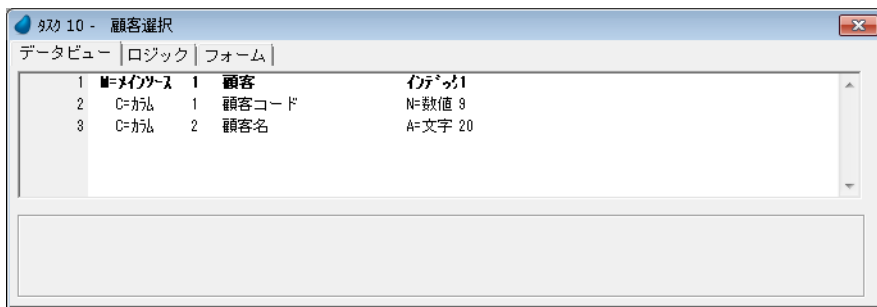 ﾀｽｸ 10 - 顧客選択
データビュー ロジック フォーム
1 M=ﾒｲﾝｿｰｽ 1 顧客 ｲﾝﾃﾞｯｸｽ1
2 C=ｶﾗﾑ 1 顧客コード N=数値 9
3 C=ｶﾗﾑ 2 顧客名 A=文字 20